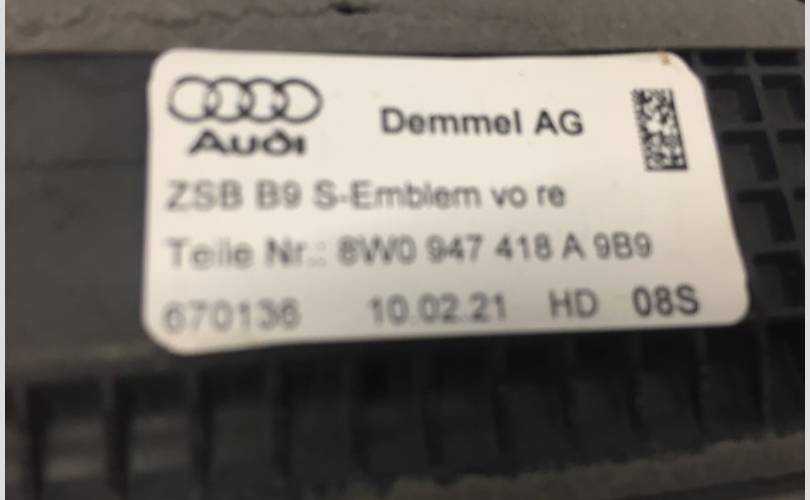 Audi
Demmel AG
ZSB B9 S-Emblem vo re
Teile Nr.: 8W0 947 418 A 9B9
670136 10.02.21 HD 08S